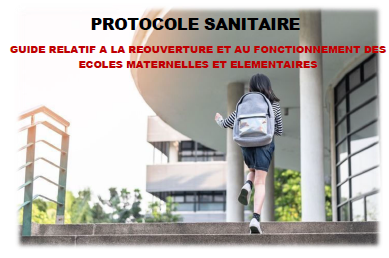 PROTOCOLE SANITAIRE
GUIDE RELATIF A LA REOUVERTURE ET AU FONCTIONNEMENT DES
ECOLES MATERNELLES ET ELEMENTAIRES